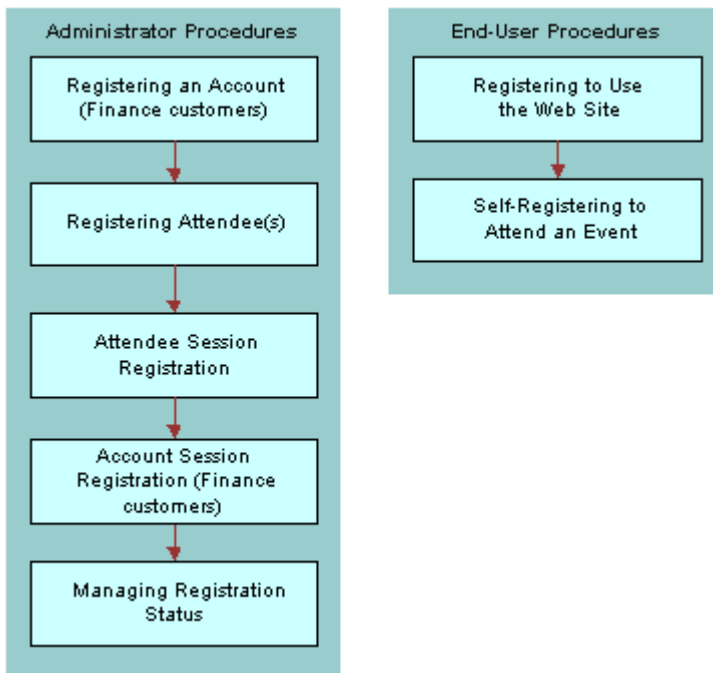 Administrator Procedures
Registering an Account
(Finance customers)
Registering Attendee(s)
Attendee Session
Registration
Account Session
Registration (Finance
customers)
Managing Registration
Status
End-User Procedures
Registering to Use
the Web Site
Self-Registering to
Attend an Event